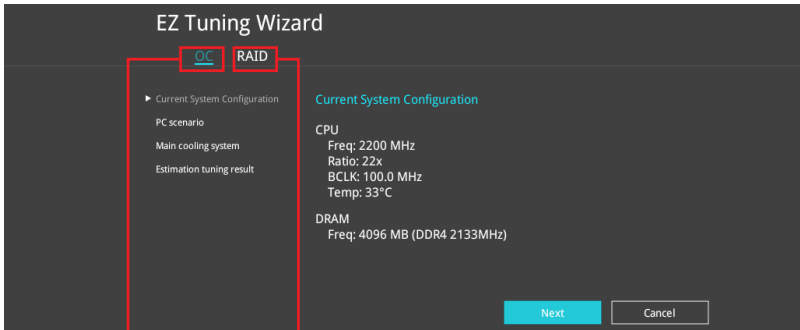 EZ Tuning Wizard
OC RAID
Current System Configuration
PC scenario
Main cooling system
Estimation tuning result
Current System Configuration
CPU
Freq: 2200 MHz
Ratio: 22x
BCLK: 100.0 MHz
Temp: 33°C
DRAM
Freq: 4096 MB (DDR4 2133MHz)
Next Cancel